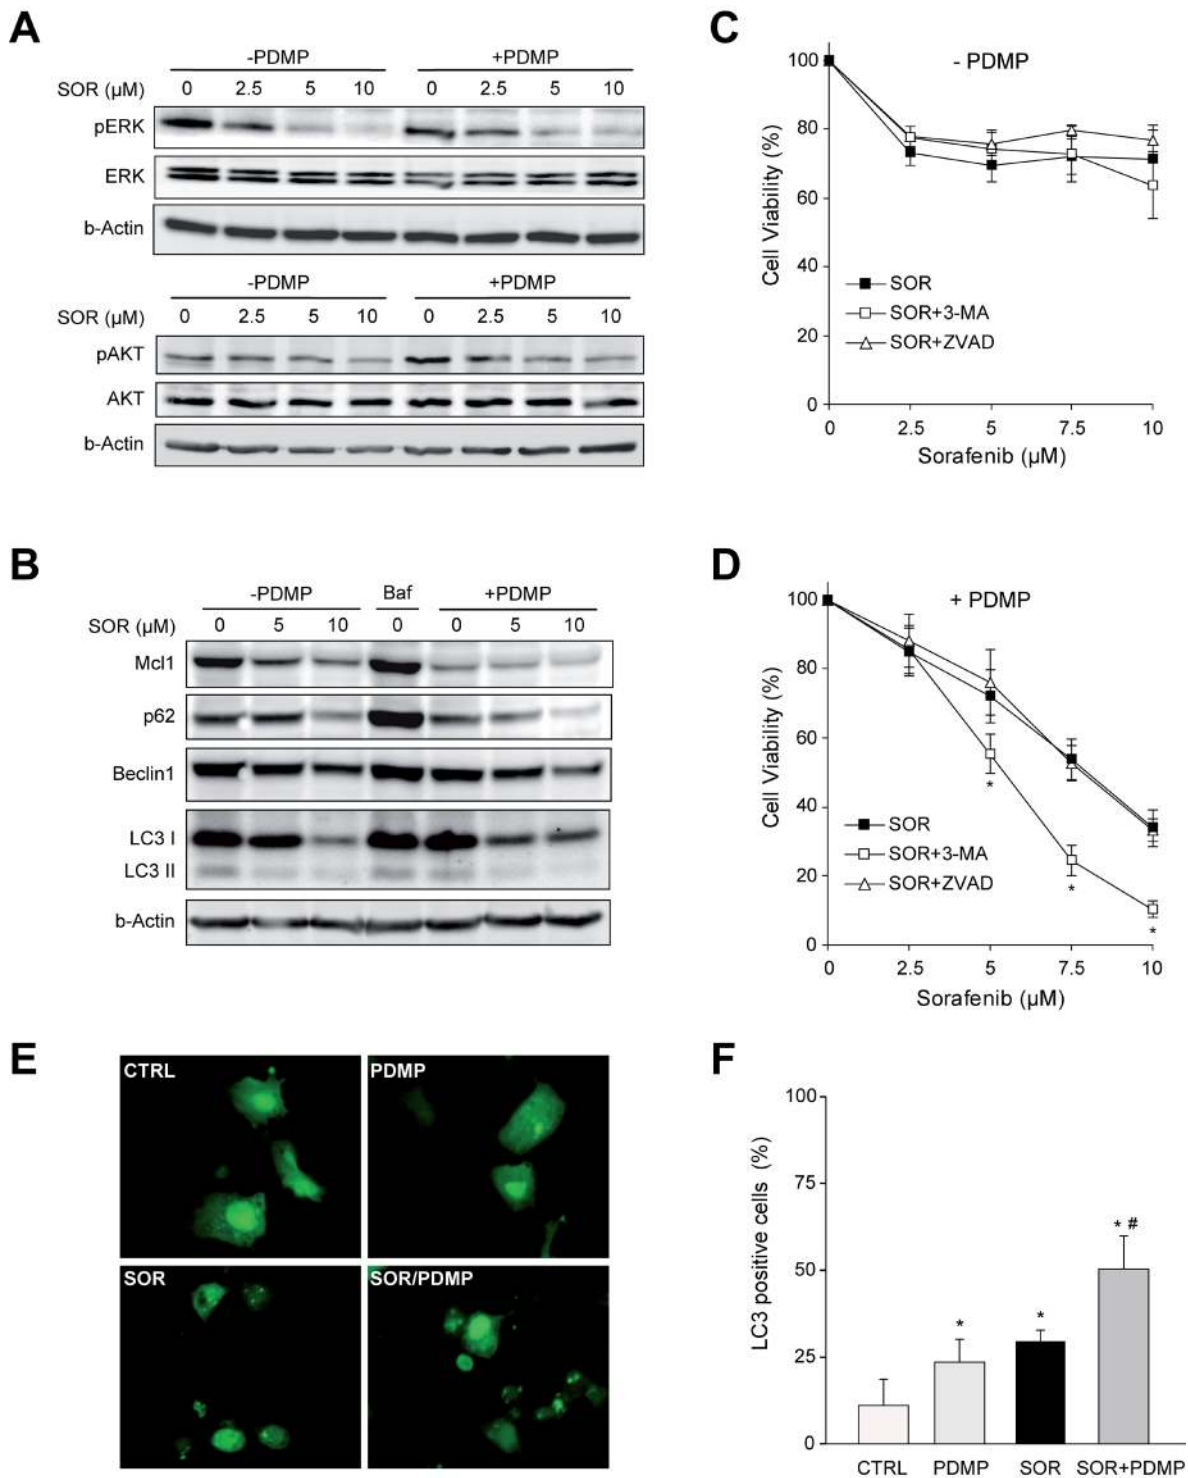 A
-PDMP +PDMP
SOR (µM) 0 2.5 5 10 0 2.5 5 10
pERK
ERK
b-Actin
-PDMP +PDMP
SOR (µM) 0 2.5 5 10 0 2.5 5 10
pAKT
AKT
b-Actin
B
-PDMP Baf +PDMP
SOR (µM) 0 5 10 0 0 5 10
Mcl1
p62
Beclin1
LC3 I
LC3 II
b-Actin
C
- PDMP
Cell Viability (%)
100
80
60
40
20
0
SOR
SOR+3-MA
SOR+ZVAD
0 2.5 5 7.5 10
Sorafenib (µM)
D
+ PDMP
Cell Viability (%)
100
80
60
40
20
0
* * *
SOR
SOR+3-MA
SOR+ZVAD
0 2.5 5 7.5 10
Sorafenib (µM)
E
CTRL PDMP
SOR SOR/PDMP
F
LC3 positive cells (%)
100
75
50
25
0
* * * #
CTRL PDMP SOR SOR+PDMP